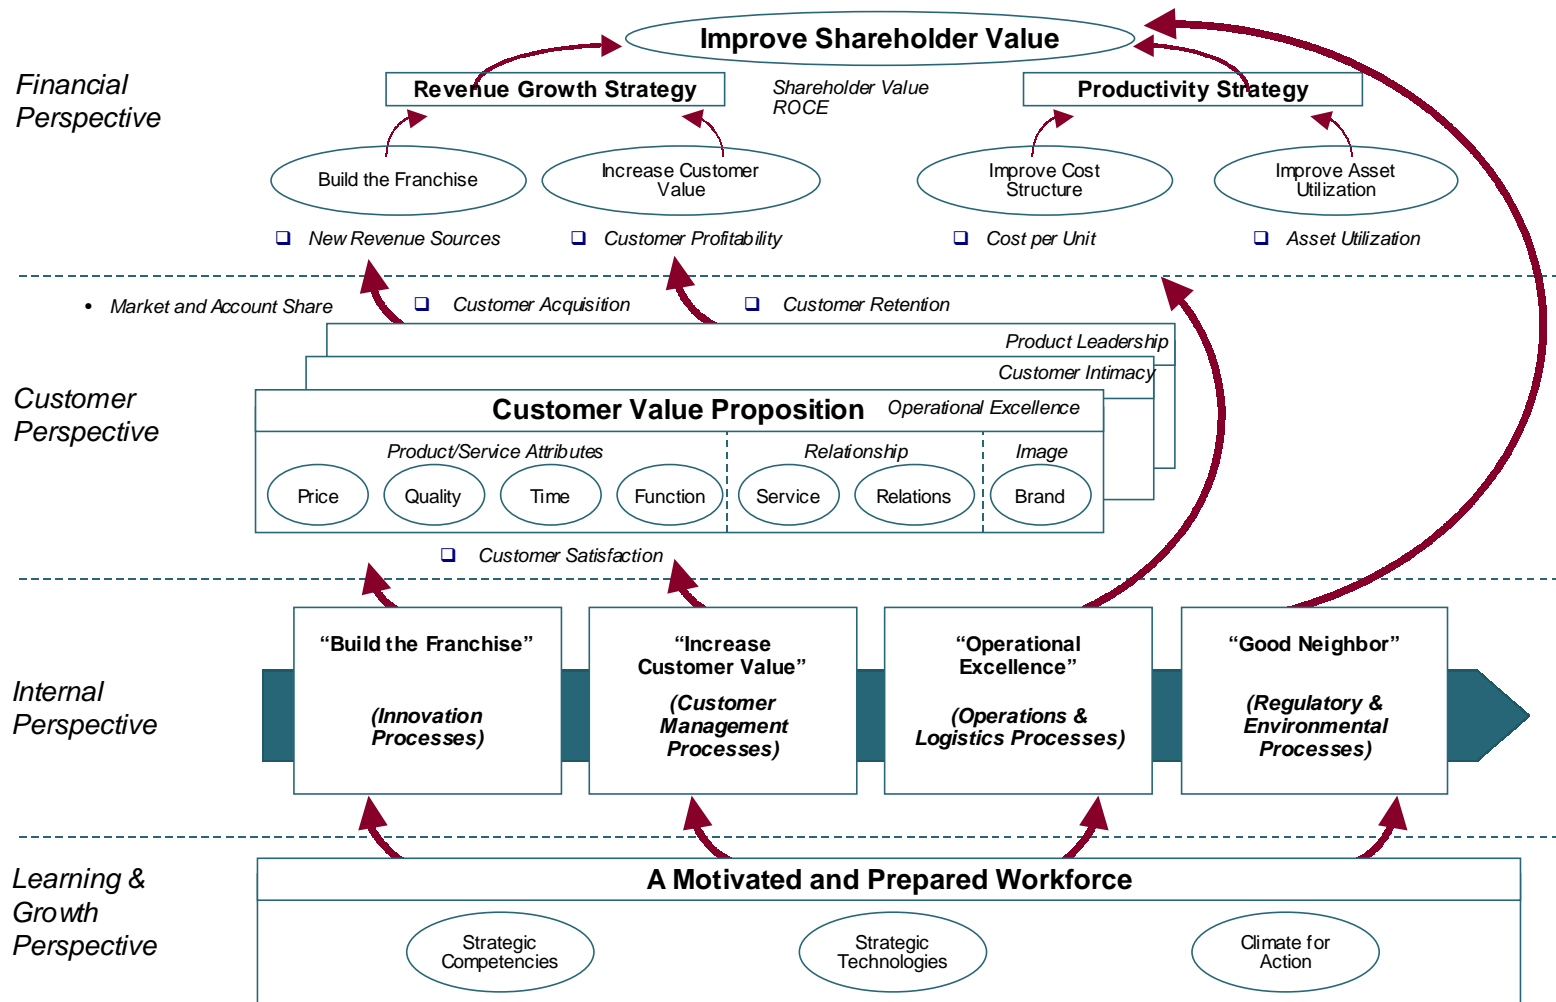 Improve Shareholder Value
Financial
Perspective
Revenue Growth Strategy
Shareholder Value
ROCE
Productivity Strategy
Build the Franchise
Increase Customer
Value
Improve Cost
Structure
Improve Asset
Utilization
❑ New Revenue Sources
❑ Customer Profitability
❑ Cost per Unit
❑ Asset Utilization
• Market and Account Share
❑ Customer Acquisition
❑ Customer Retention
Product Leadership
Customer Intimacy
Customer
Perspective
Customer Value Proposition
Operational Excellence
Product/Service Attributes
Relationship
Image
Price
Quality
Time
Function
Service
Relations
Brand
❑ Customer Satisfaction
Internal
Perspective
“Build the Franchise”
(Innovation
Processes)
“Increase
Customer Value”
(Customer
Management
Processes)
“Operational
Excellence”
(Operations &
Logistics Processes)
“Good Neighbor”
(Regulatory &
Environmental
Processes)
Learning &
Growth
Perspective
A Motivated and Prepared Workforce
Strategic
Competencies
Strategic
Technologies
Climate for
Action